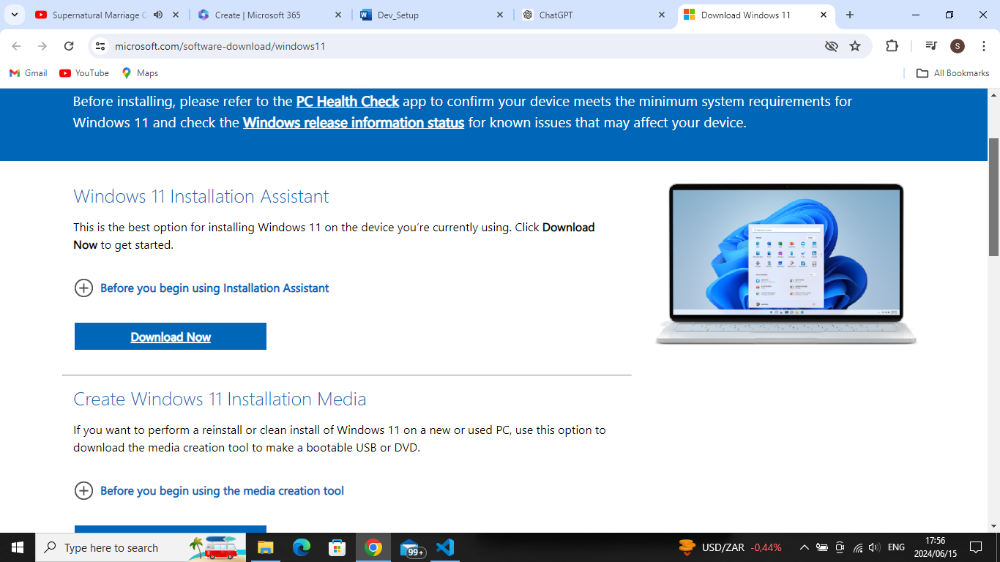 Supernatural Marriage C
Create | Microsoft 365
Dev_Setup
ChatGPT
Download Windows 11
microsoft.com/software-download/windows11
S
Gmail
YouTube
Maps
All Bookmarks
Before installing, please refer to the PC Health Check app to confirm your device meets the minimum system requirements for
Windows 11 and check the Windows release information status for known issues that may affect your device.
Windows 11 Installation Assistant
This is the best option for installing Windows 11 on the device you're currently using. Click Download
Now to get started.
Before you begin using Installation Assistant
Download Now
Create Windows 11 Installation Media
If you want to perform a reinstall or clean install of Windows 11 on a new or used PC, use this option to
download the media creation tool to make a bootable USB or DVD.
Before you begin using the media creation tool
Type here to search
99+
USD/ZAR -0,44%
ENG
17:56
2024/06/15